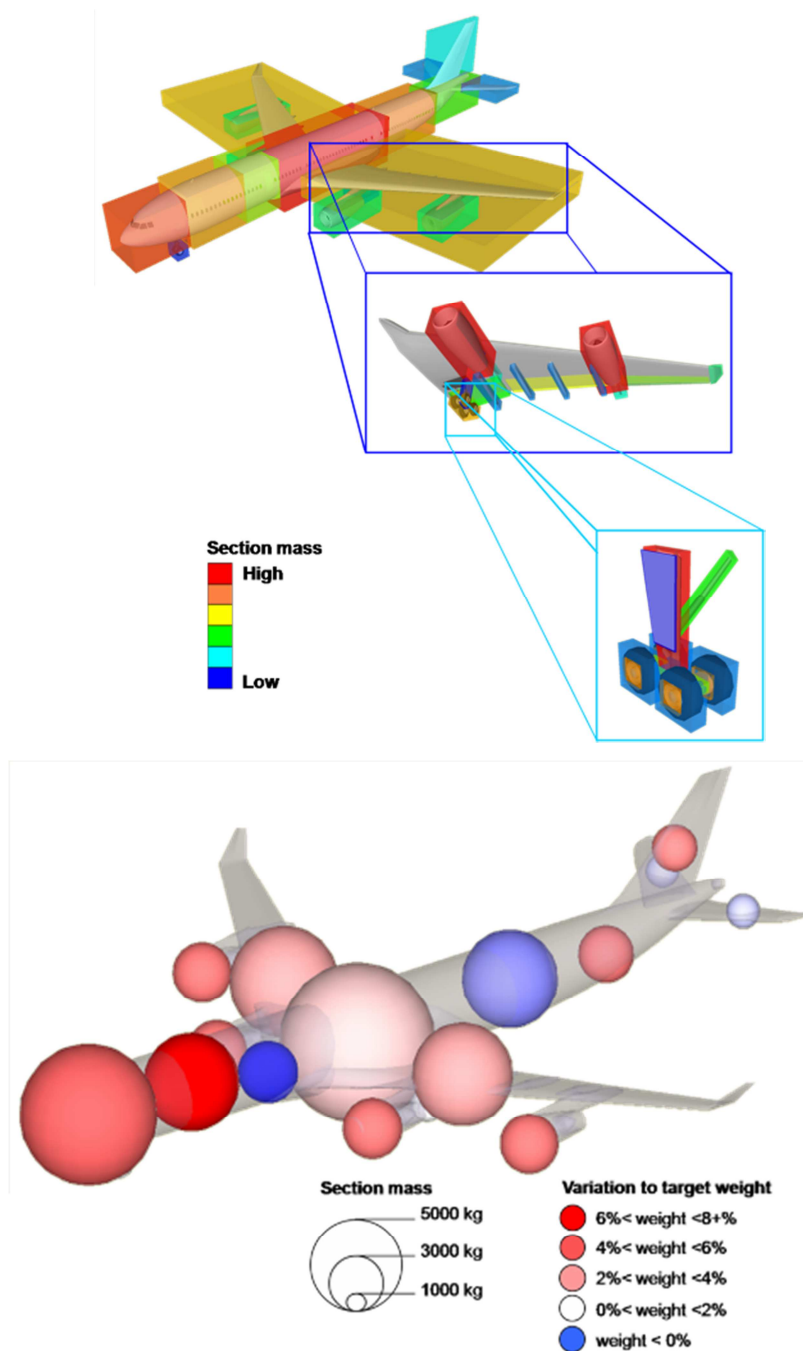 Section mass
High
Low
Section mass
5000 kg
3000 kg
1000 kg
Variation to target weight
6%< weight <8+%
4%< weight <6%
2%< weight <4%
0%< weight <2%
weight < 0%